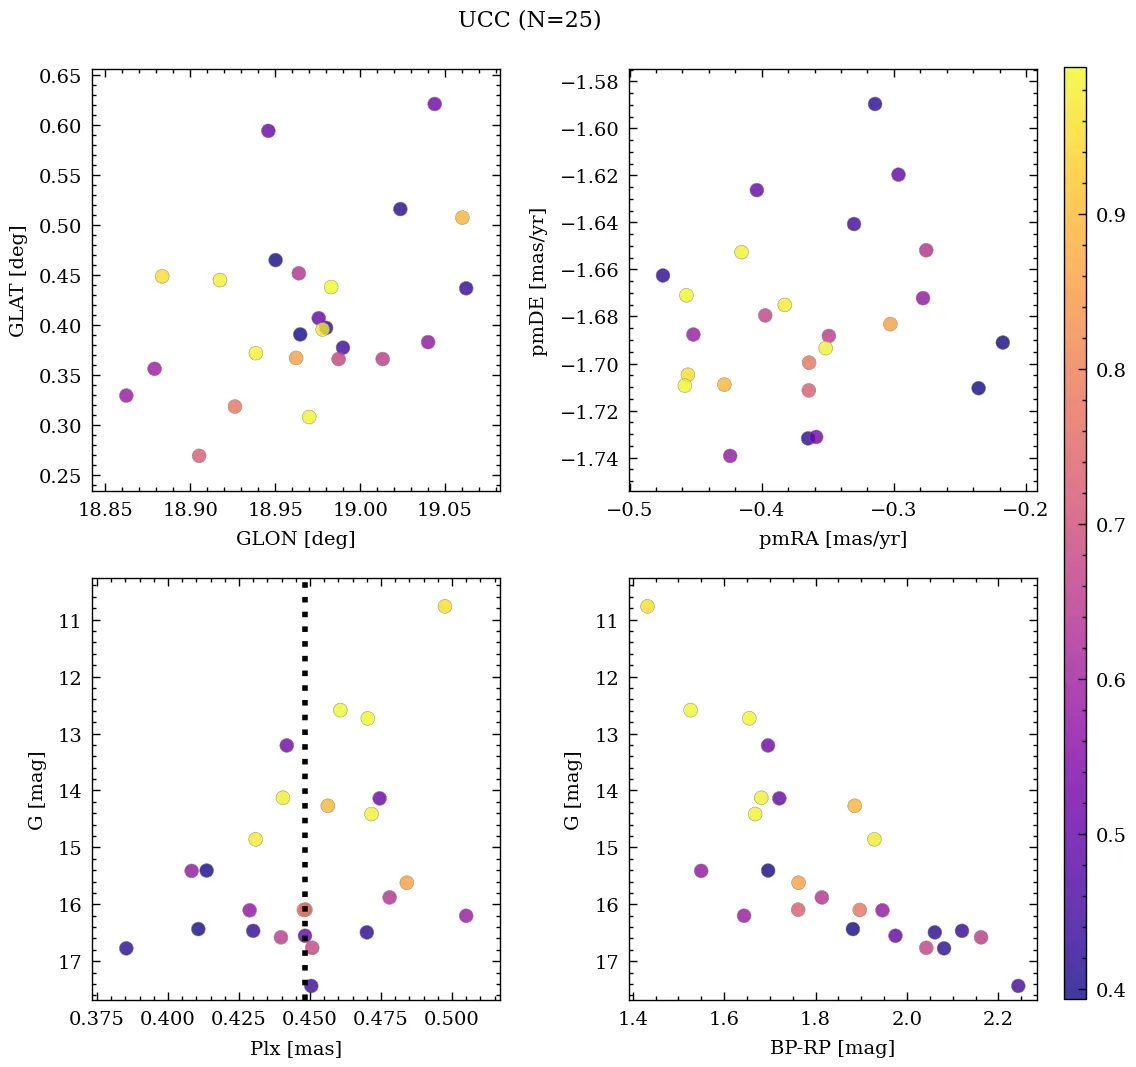 UCC (N=25)
0.65
0.60
0.55
0.50
0.45
0.40
0.35
0.30
0.25
GLAT [deg]
18.85 18.90 18.95 19.00 19.05
GLON [deg]
−1.58
−1.60
−1.62
−1.64
−1.66
−1.68
−1.70
−1.72
−1.74
pmDE [mas/yr]
−0.5 −0.4 −0.3 −0.2
pmRA [mas/yr]
11
12
13
14
15
16
17
G [mag]
0.375 0.400 0.425 0.450 0.475 0.500
Plx [mas]
11
12
13
14
15
16
17
G [mag]
1.4 1.6 1.8 2.0 2.2
BP-RP [mag]
0.9
0.8
0.7
0.6
0.5
0.4